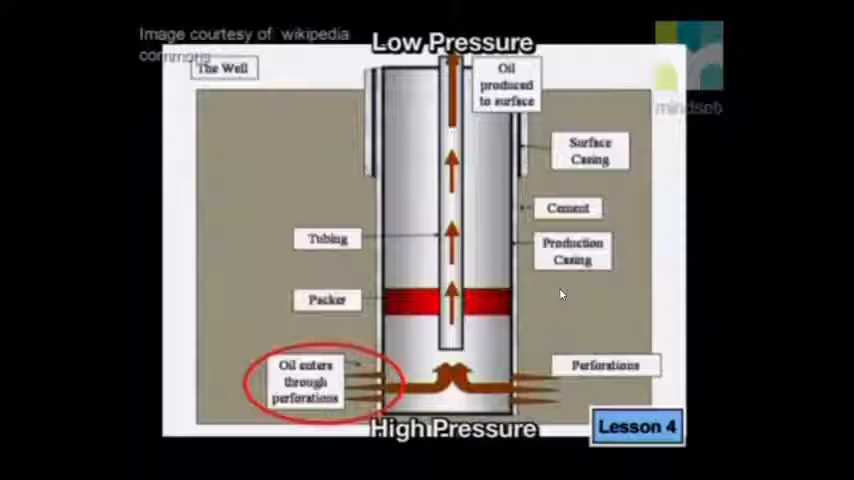 Image courtesy of: wikipedia
commons
Low Pressure
The Well
Oil
produced
to surface
mindset
Surface
Casing
Cement
Tubing
Production
Casing
Packer
Oil enters
through
perforations
Perforations
High Pressure
Lesson 4